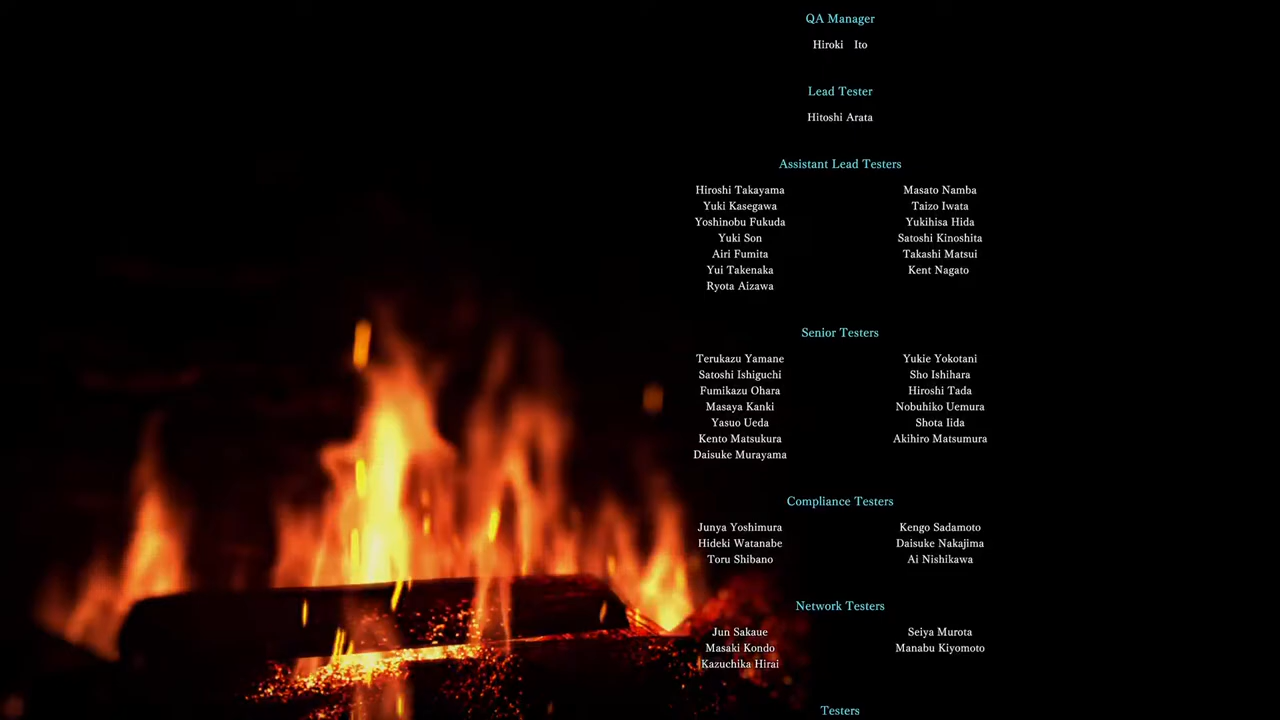 QA Manager
Hiroki Ito
Lead Tester
Hitoshi Arata
Assistant Lead Testers
Hiroshi Takayama Masato Namba
Yuki Kasegawa Taizo Iwata
Yoshinobu Fukuda Yukihisa Hida
Yuki Son Satoshi Kinoshita
Airi Fumita Takashi Matsui
Yui Takenaka Kent Nagato
Ryota Aizawa
Senior Testers
Terukazu Yamane Yukie Yokotani
Satoshi Ishiguchi Sho Ishihara
Fumikazu Ohara Hiroshi Tada
Masaya Kanki Nobuhiko Uemura
Yasuo Ueda Shota Iida
Kento Matsukura Akihiro Matsumura
Daisuke Murayama
Compliance Testers
Junya Yoshimura Kengo Sadamoto
Hideki Watanabe Daisuke Nakajima
Toru Shibano Ai Nishikawa
Network Testers
Jun Sakaue Seiya Murota
Masaki Kondo Manabu Kiyomoto
Kazuchika Hirai
Testers